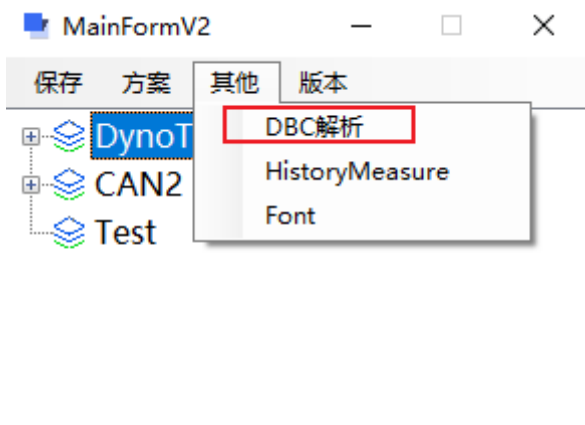 MainFormV2
保存 方案 其他 版本
DynoT
DBC解析
CAN2
HistoryMeasure
Test
Font